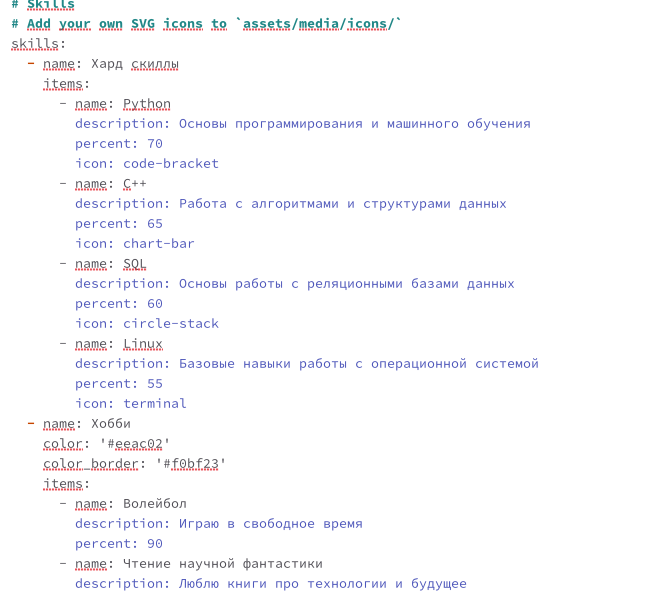 # Skills
# Add your own SVG icons to `assets/media/icons/`
skills:
  - name: Хард скиллы
    items:
      - name: Python
        description: Основы программирования и машинного обучения
        percent: 70
        icon: code-bracket
      - name: C++
        description: Работа с алгоритмами и структурами данных
        percent: 65
        icon: chart-bar
      - name: SQL
        description: Основы работы с реляционными базами данных
        percent: 60
        icon: circle-stack
      - name: Linux
        description: Базовые навыки работы с операционной системой
        percent: 55
        icon: terminal
  - name: Хобби
    color: '#eeac02'
    color_border: '#f0bf23'
    items:
      - name: Волейбол
        description: Играю в свободное время
        percent: 90
      - name: Чтение научной фантастики
        description: Люблю книги про технологии и будущее